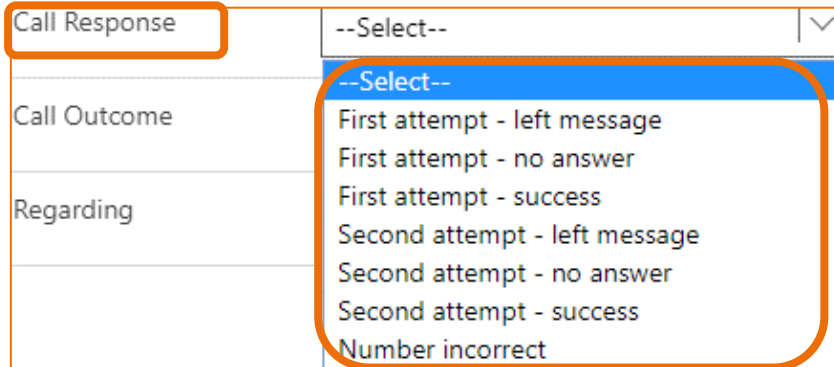 Call Response
--Select--
--Select--
Call Outcome
First attempt - left message
First attempt - no answer
First attempt - success
Regarding
Second attempt - left message
Second attempt - no answer
Second attempt - success
Number incorrect